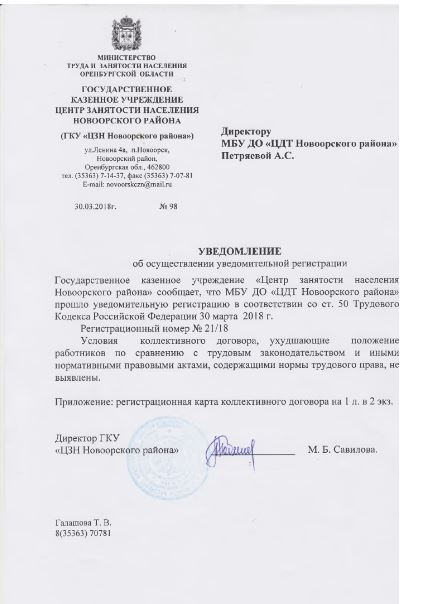 МИНИСТЕРСТВО
ТРУДА И ЗАНЯТОСТИ НАСЕЛЕНИЯ
ОРЕНБУРГСКОЙ ОБЛАСТИ
ГОСУДАРСТВЕННОЕ
КАЗЕННОЕ УЧРЕЖДЕНИЕ
ЦЕНТР ЗАНЯТОСТИ НАСЕЛЕНИЯ
НОВООРСКОГО РАЙОНА
(ГКУ «ЦЗН Новоорского района»)
ул.Ленина 4а, п.Новоорск,
Новоорский район,
Оренбургская обл., 462800
тел. (35363) 7-14-37, факс (35363) 7-07-81
E-mail: novoorskczn@mail.ru
30.03.2018г. № 98
Директору
МБУ ДО «ЦДТ Новоорского района»
Петряевой А.С.
УВЕДОМЛЕНИЕ
об осуществлении уведомительной регистрации
Государственное казенное учреждение «Центр занятости населения
Новоорского района» сообщает, что МБУ ДО «ЦДТ Новоорского района»
прошло уведомительную регистрацию в соответствии со ст. 50 Трудового
Кодекса Российской Федерации 30 марта 2018 г.
Регистрационный номер № 21/18
Условия коллективного договора, ухудшающие положение
работников по сравнению с трудовым законодательством и иными
нормативными правовыми актами, содержащими нормы трудового права, не
выявлены.
Приложение: регистрационная карта коллективного договора на 1 л. в 2 экз.
Директор ГКУ
«ЦЗН Новоорского района» М. Б. Савилова.
Галашова Т. В.
8(35363) 70781